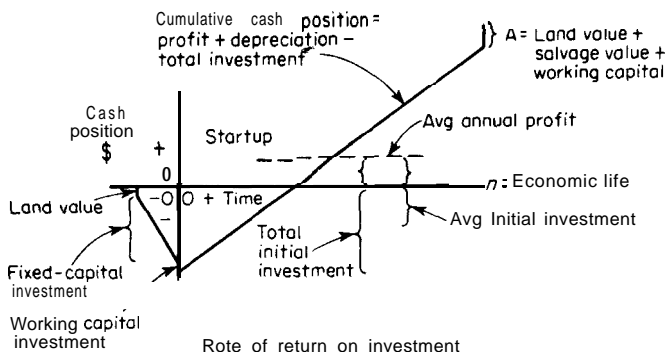 Cumulative cash position =
profit + depreciation –
total investment
A = Land value +
salvage value +
working capital
Cash
position
$
+
Startup
Avg annual profit
0
–0
0 + Time
n = Economic life
–
Land value
Avg Initial investment
Total
initial
investment
Fixed-capital
investment
Working capital
investment
Rote of return on investment